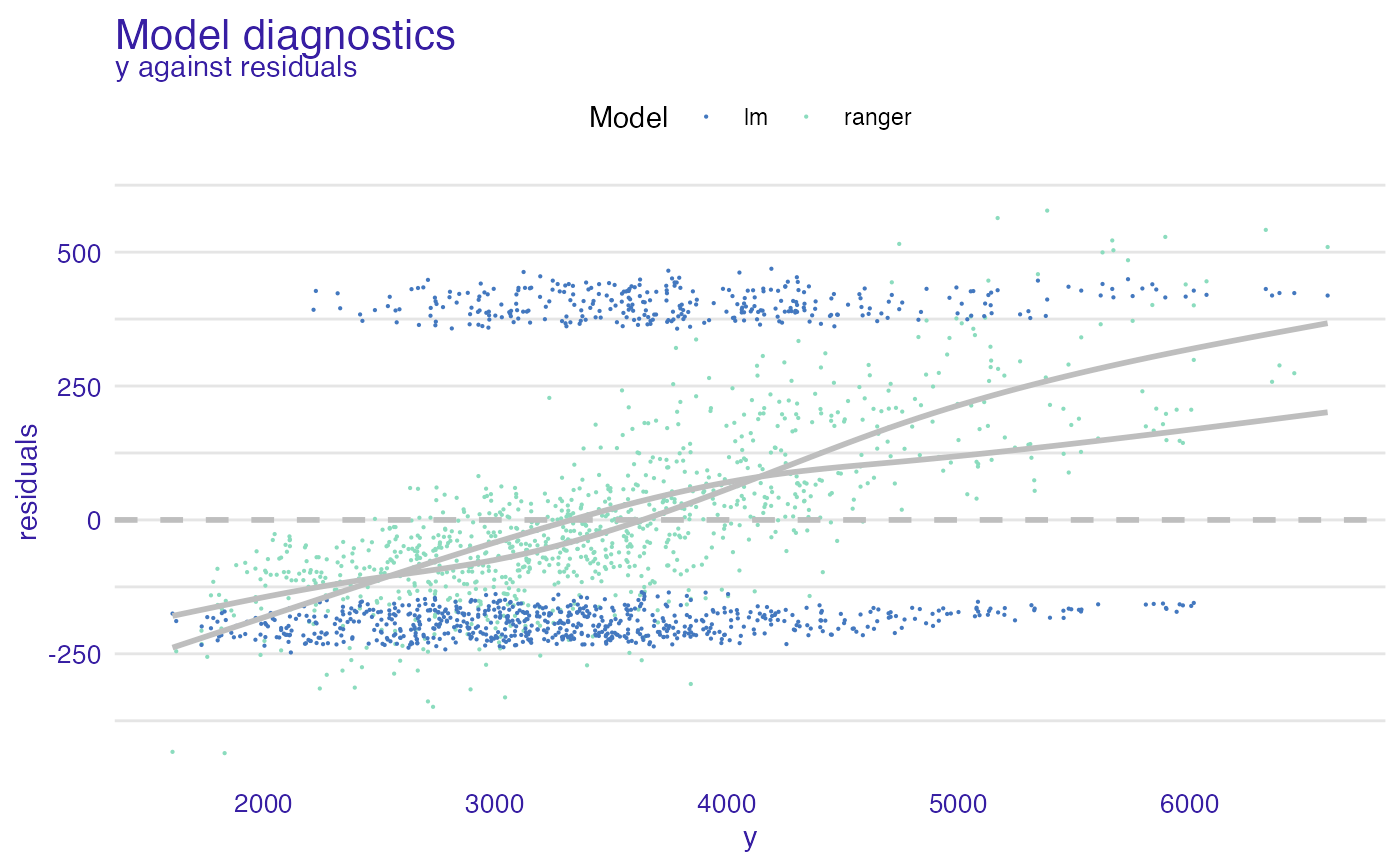 Model diagnostics
y against residuals
Model lm ranger
500
250
0
-250
residuals
2000 3000 4000 5000 6000
y